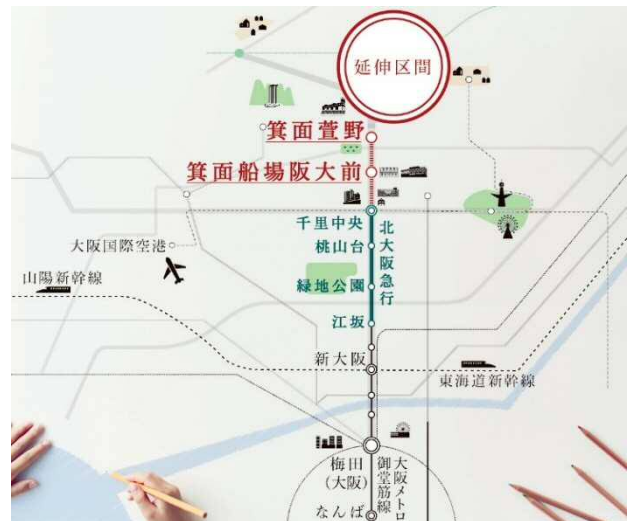 延伸区間
箕面萱野
箕面船場阪大前
千里中央
北大阪急行
桃山台
大阪国際空港
緑地公園
山陽新幹線
江坂
新大阪
東海道新幹線
梅田
(大阪)
大阪メトロ
御堂筋線
なんば